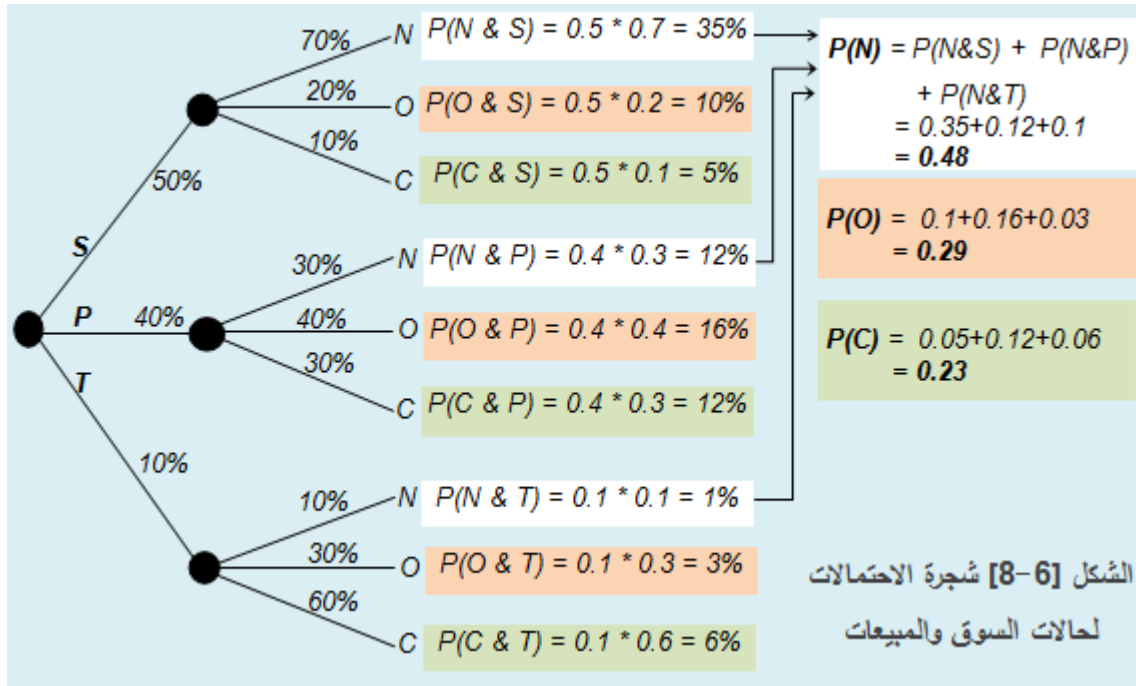 70%
N
P(N & S) = 0.5 * 0.7 = 35%
20%
O
P(O & S) = 0.5 * 0.2 = 10%
10%
C
P(C & S) = 0.5 * 0.1 = 5%
50%
S
30%
N
P(N & P) = 0.4 * 0.3 = 12%
P
40%
40%
O
P(O & P) = 0.4 * 0.4 = 16%
30%
C
P(C & P) = 0.4 * 0.3 = 12%
T
10%
10%
N
P(N & T) = 0.1 * 0.1 = 1%
30%
O
P(O & T) = 0.1 * 0.3 = 3%
60%
C
P(C & T) = 0.1 * 0.6 = 6%
P(N) = P(N&S) + P(N&P)
+ P(N&T)
= 0.35+0.12+0.1
= 0.48
P(O) = 0.1+0.16+0.03
= 0.29
P(C) = 0.05+0.12+0.06
= 0.23
الشكل [6-8] شجرة الاحتمالات
لحالات السوق والمبيعات